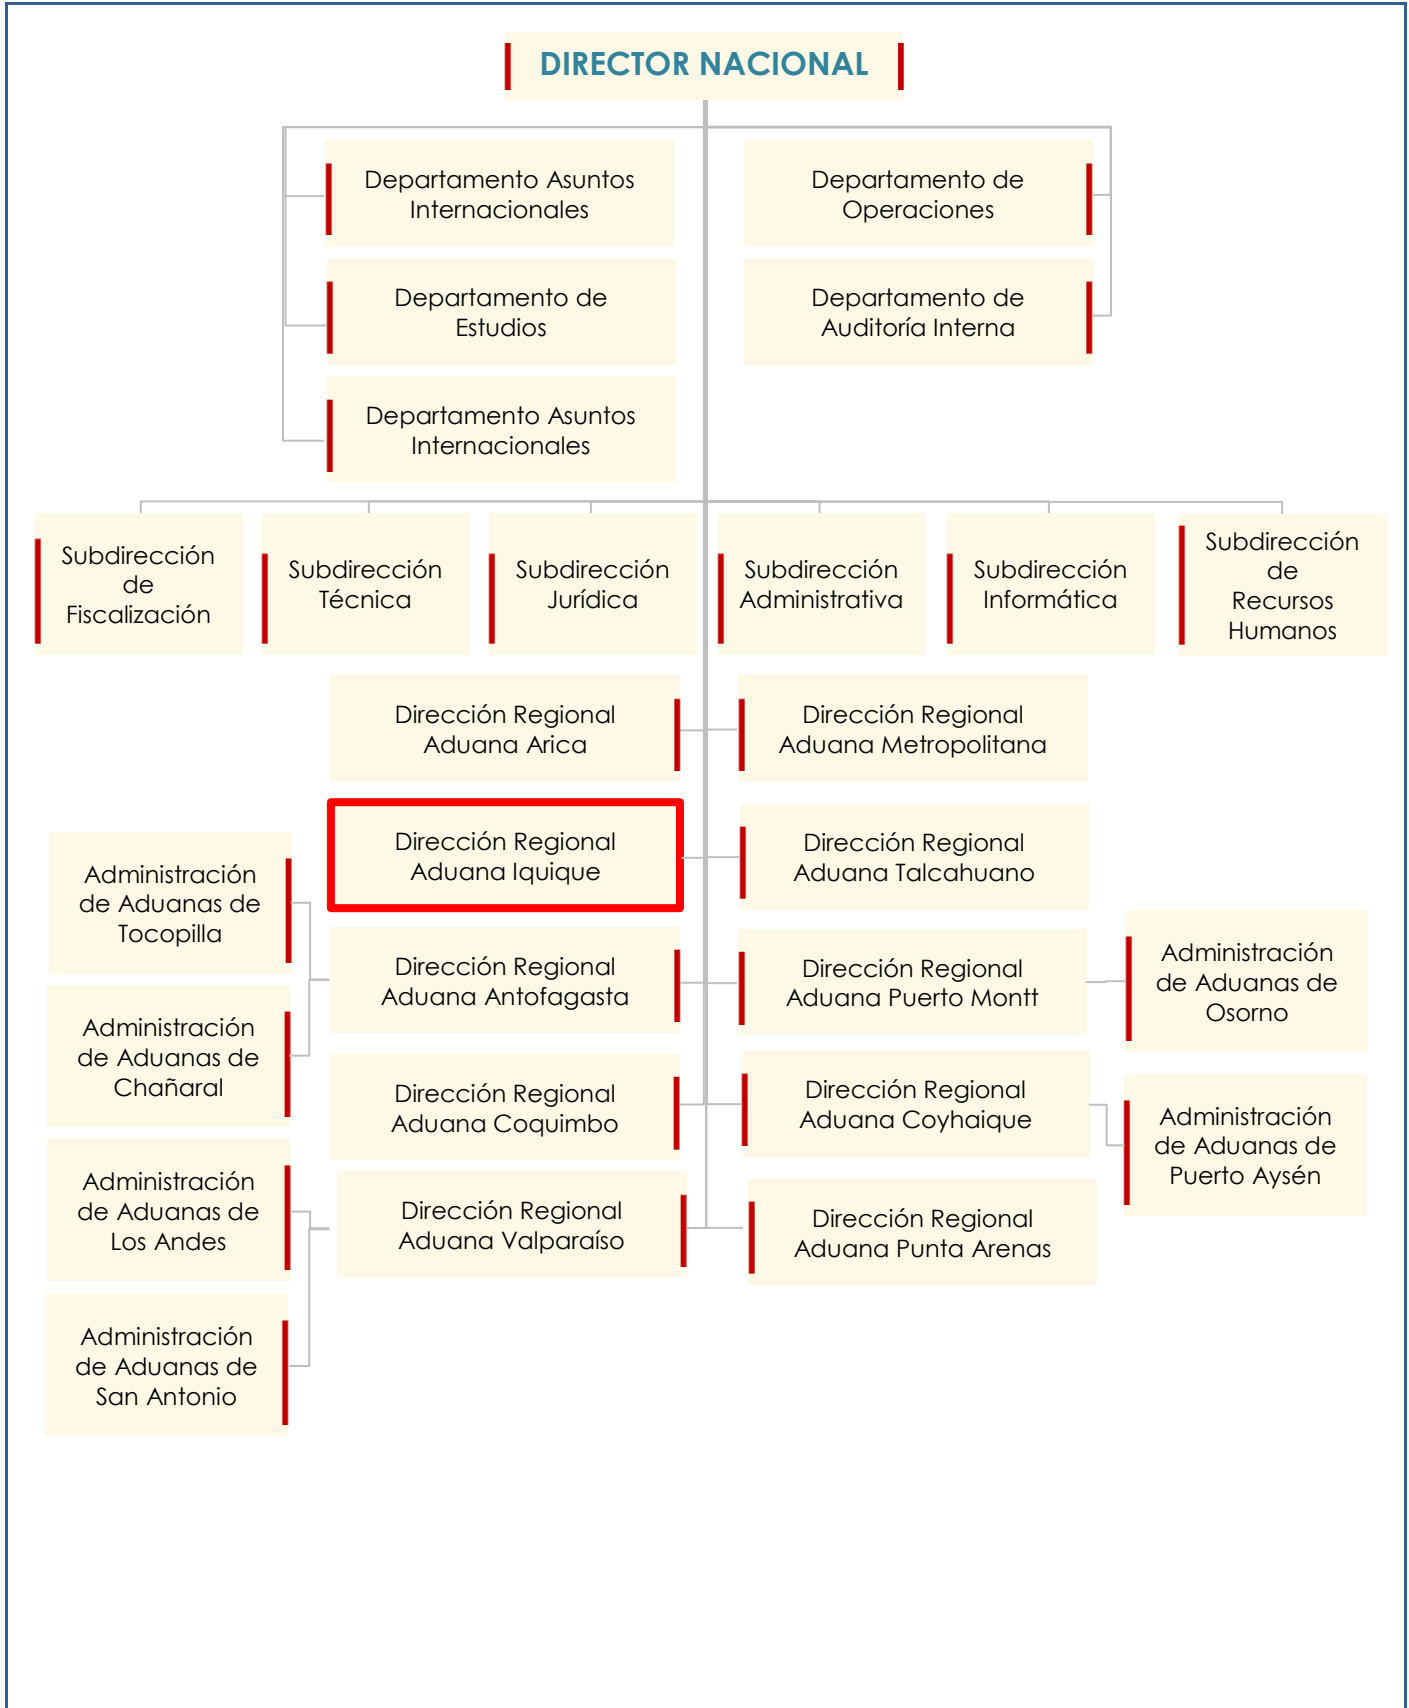 DIRECTOR NACIONAL
Departamento Asuntos
Internacionales
Departamento de
Operaciones
Departamento de
Estudios
Departamento de
Auditoría Interna
Departamento Asuntos
Internacionales
Subdirección
de
Fiscalización
Subdirección
Técnica
Subdirección
Jurídica
Subdirección
Administrativa
Subdirección
Informática
Subdirección
de
Recursos
Humanos
Dirección Regional
Aduana Arica
Dirección Regional
Aduana Metropolitana
Dirección Regional
Aduana Iquique
Dirección Regional
Aduana Talcahuano
Administración
de Aduanas de
Tocopilla
Dirección Regional
Aduana Antofagasta
Dirección Regional
Aduana Puerto Montt
Administración
de Aduanas de
Osorno
Administración
de Aduanas de
Chañaral
Dirección Regional
Aduana Coquimbo
Dirección Regional
Aduana Coyhaique
Administración
de Aduanas de
Puerto Aysén
Administración
de Aduanas de
Los Andes
Dirección Regional
Aduana Valparaíso
Dirección Regional
Aduana Punta Arenas
Administración
de Aduanas de
San Antonio